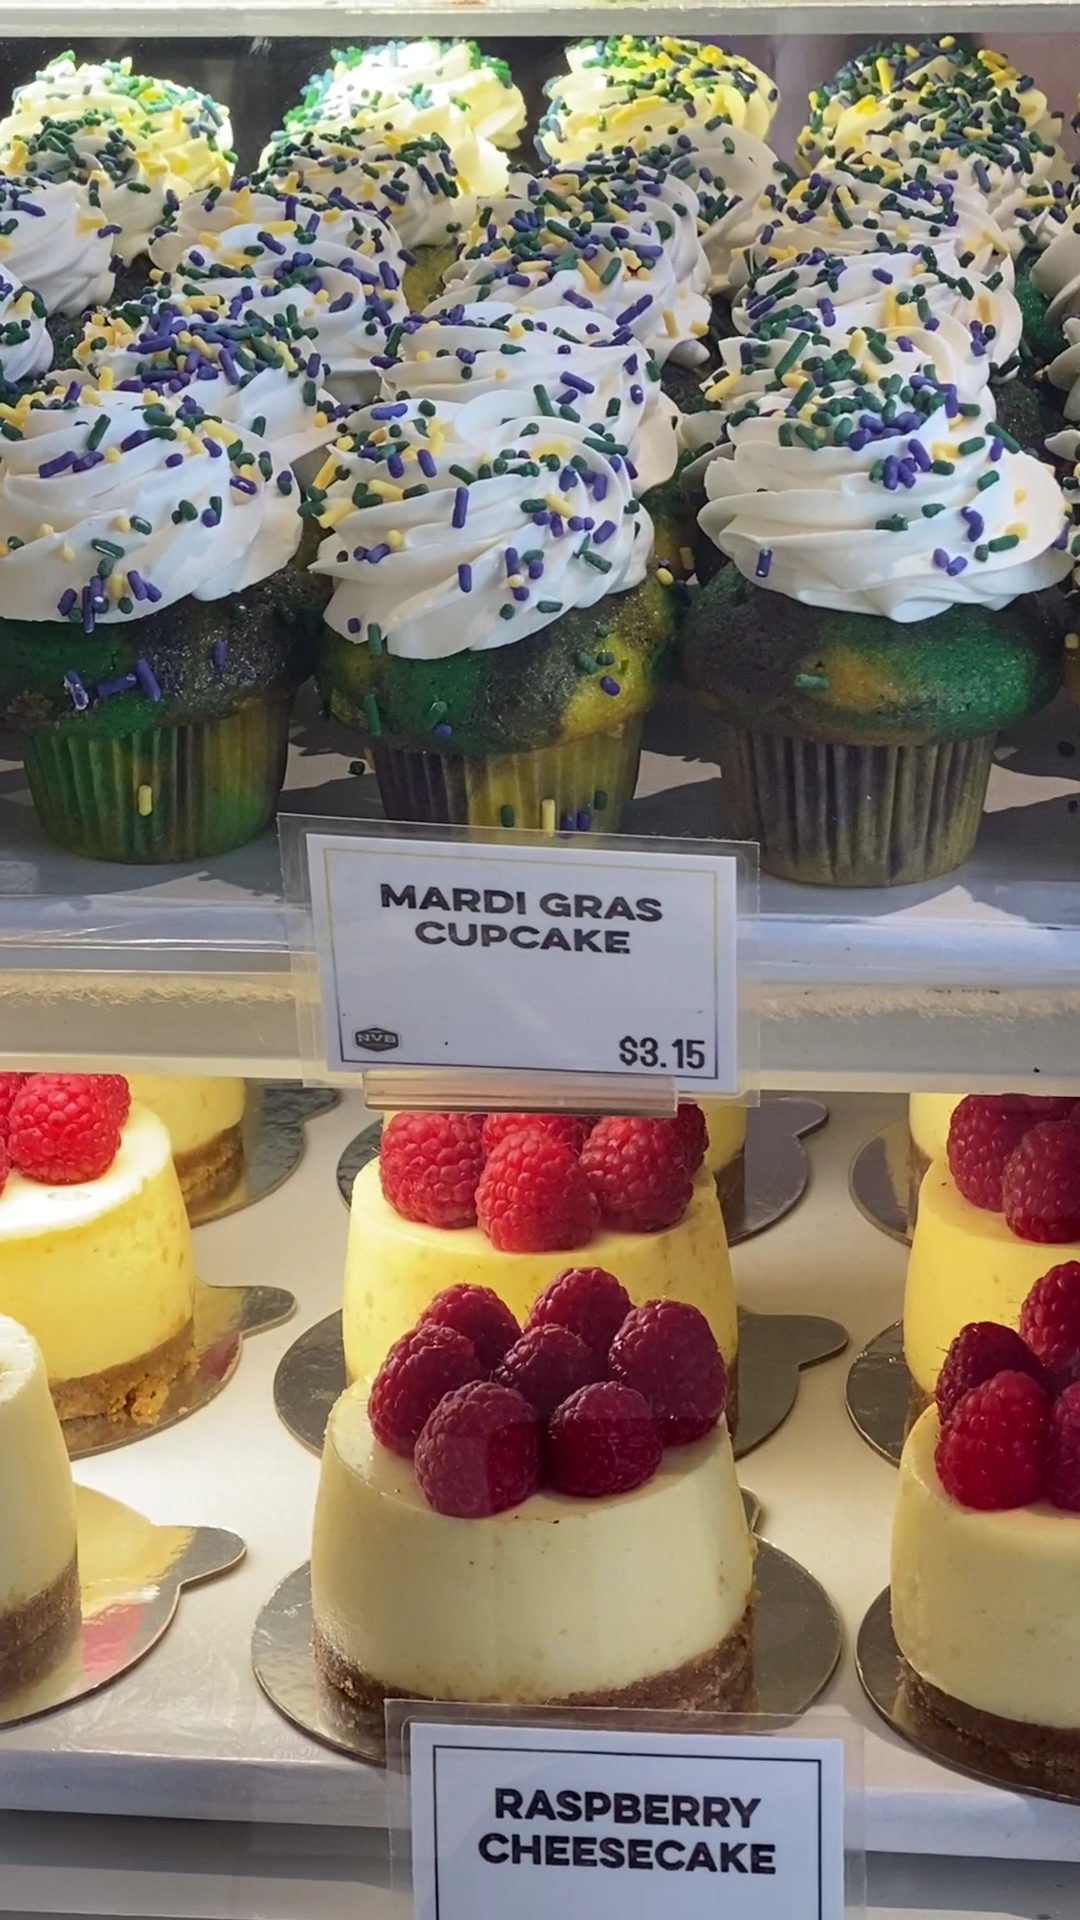 MARDI GRAS
CUPCAKE
NVB
$3.15
RASPBERRY
CHEESECAKE